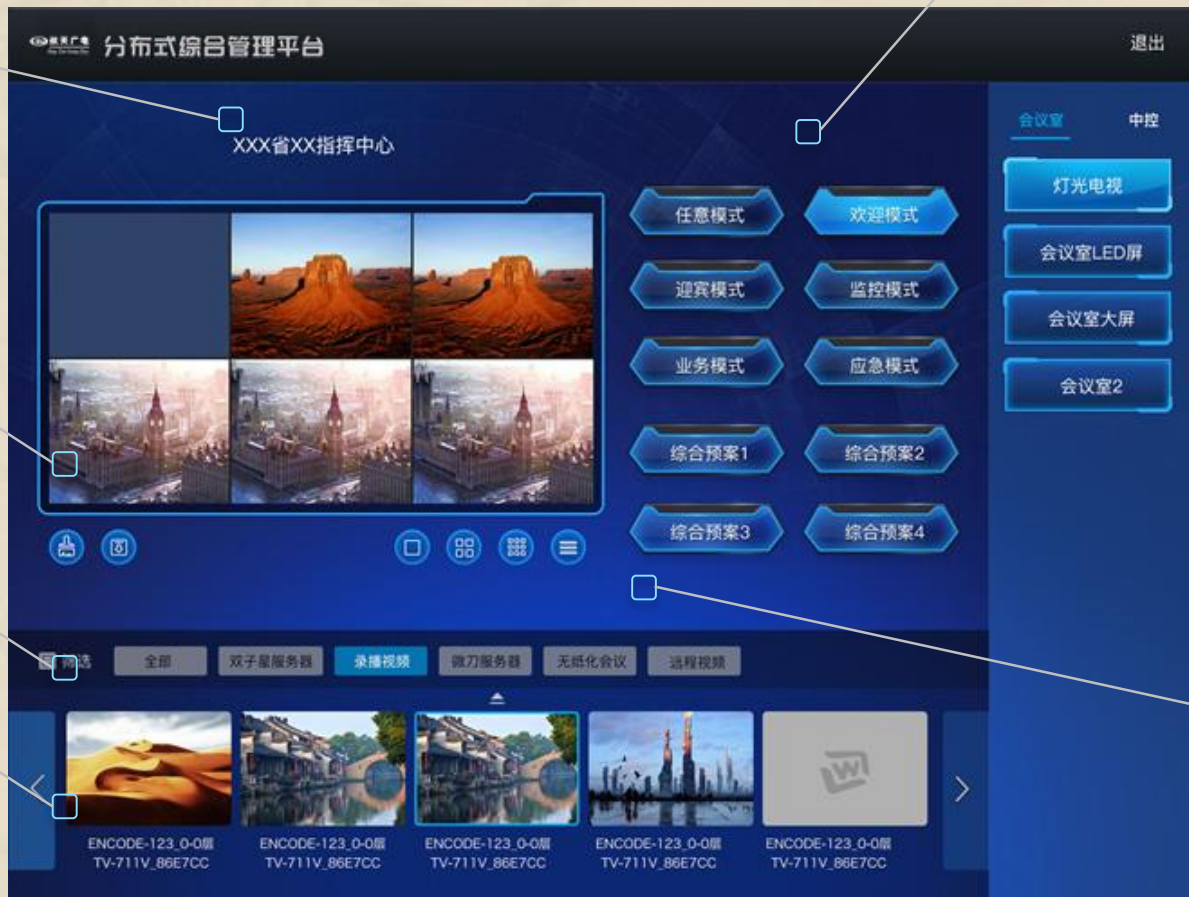 分布式综合管理平台
退出
XXX省XX指挥中心
会议室 中控
灯光电视
会议室LED屏
会议室大屏
会议室2
任意模式 欢迎模式
迎宾模式 监控模式
业务模式 应急模式
综合预案1 综合预案2
综合预案3 综合预案4
筛选 全部 双子星服务器 录播视频 微刀服务器 无纸化会议 远程视频
ENCODE-123_0-0层 ENCODE-123_0-0层 ENCODE-123_0-0层 ENCODE-123_0-0层 ENCODE-123_0-0层
TV-711V_86E7CC TV-711V_86E7CC TV-711V_86E7CC TV-711V_86E7CC TV-711V_86E7CC